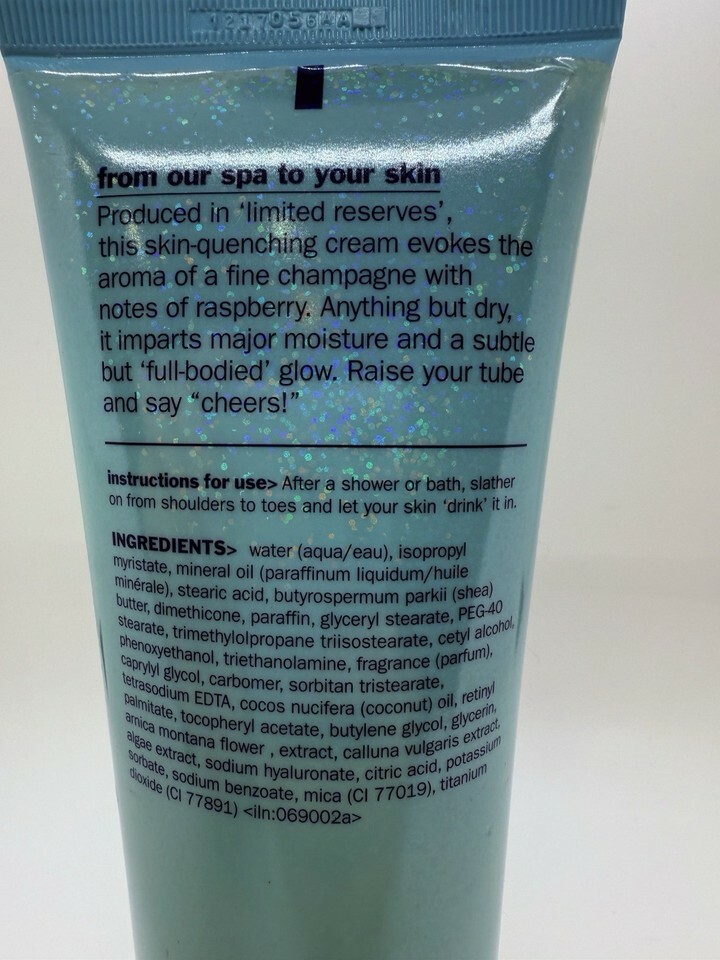 from our spa to your skin
Produced in ‘limited reserves’,
this skin-quenching cream evokes the
aroma of a fine champagne with
notes of raspberry. Anything but dry,
it imparts major moisture and a subtle
but ‘full-bodied’ glow. Raise your tube
and say “cheers!”
instructions for use> After a shower or bath, slather
on from shoulders to toes and let your skin ‘drink’ it in.
INGREDIENTS> water (aqua/eau), isopropyl
myristate, mineral oil (paraffinum liquidum/huile
minérale), stearic acid, butyrospermum parkii (shea)
butter, dimethicone, paraffin, glyceryl stearate, PEG-40
stearate, trimethylolpropane triisostearate, cetyl alcohol,
phenoxyethanol, triethanolamine, fragrance (parfum),
caprylyl glycol, carbomer, sorbitan tristearate,
tetrasodium EDTA, cocos nucifera (coconut) oil, retinyl
palmitate, tocopheryl acetate, butylene glycol, glycerin,
arnica montana flower , extract, calluna vulgaris extract,
algae extract, sodium hyaluronate, citric acid, potassium
sorbate, sodium benzoate, mica (CI 77019), titanium
dioxide (CI 77891) <iln:069002a>